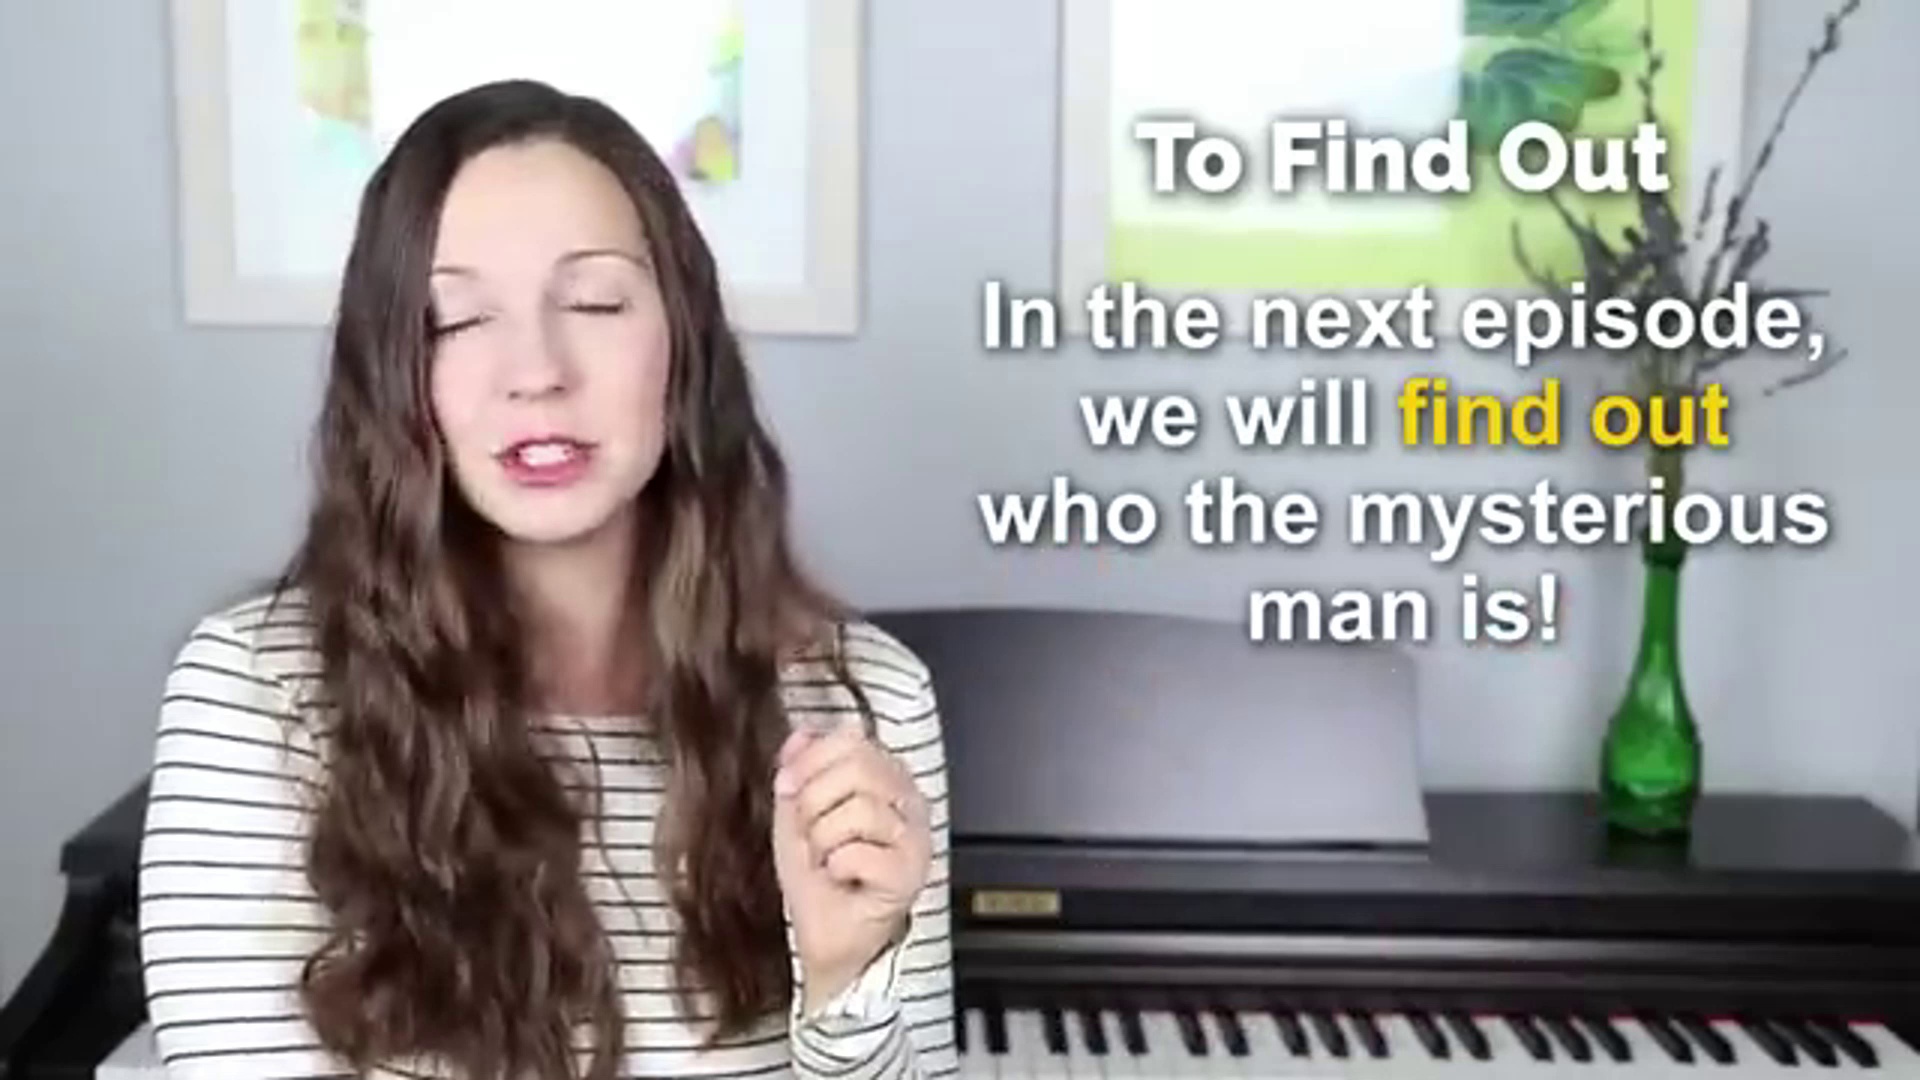 To Find Out
In the next episode,
we will find out
who the mysterious
man is!